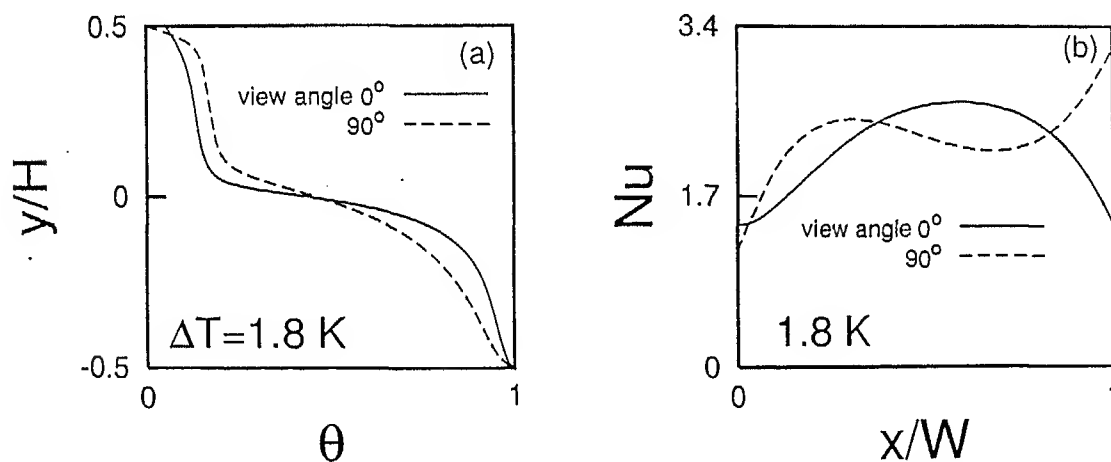 0.5
(a)
view angle 0°
90°
y/H
0
ΔT=1.8 K
-0.5
0
1
θ
3.4
(b)
Nu
1.7
view angle 0°
90°
1.8 K
0
0
1
x/W